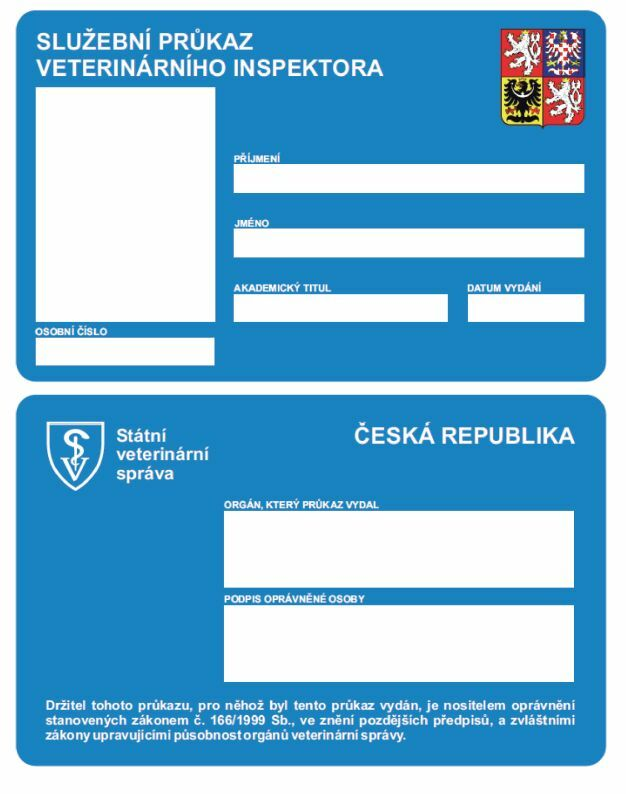 SLUŽEBNÍ PRŮKAZ
VETERINÁRNÍHO INSPEKTORA
PŘÍJMENÍ
JMÉNO
AKADEMICKÝ TITUL
DATUM VYDÁNÍ
OSOBNÍ ČÍSLO
SV
Státní
veterinární
správa
ČESKÁ REPUBLIKA
ORGÁN, KTERÝ PRŮKAZ VYDAL
PODPIS OPRÁVNĚNÉ OSOBY
Držitel tohoto průkazu, pro něhož byl tento průkaz vydán, je nositelem oprávnění
stanovených zákonem č. 166/1999 Sb., ve znění pozdějších předpisů, a zvláštními
zákony upravujícími působnost orgánů veterinární správy.